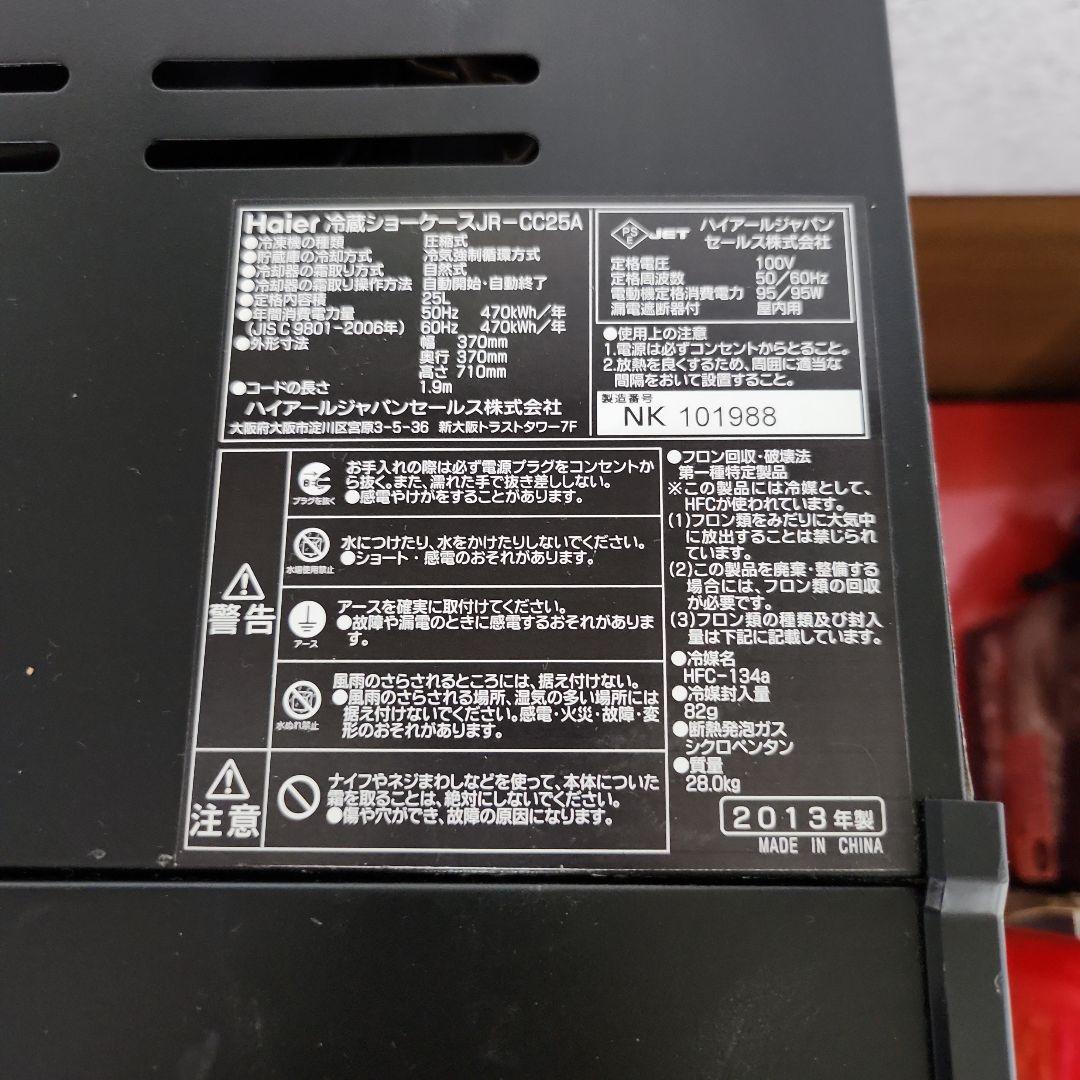 Haier 冷蔵ショーケースJR-CC25A
●冷凍機の種類 圧縮式
●貯蔵庫の冷却方式 冷気強制循環方式
●冷却器の霜取り方式 自然式
●冷却器の霜取り操作方法 自動開始・自動終了
●定格内容積 25L
●年間消費電力量 50Hz 470kWh/年
(JIS C 9801-2006年) 60Hz 470kWh/年
●外形寸法 幅 370mm
奥行 370mm
高さ 710mm
●コードの長さ 1.9m
ハイアールジャパンセールス株式会社
大阪府大阪市淀川区宮原3-5-36 新大阪トラストタワー7F
PSE JET ハイアールジャパン
セールス株式会社
定格電圧 100V
定格周波数 50/60Hz
電動機定格消費電力 95/95W
漏電遮断器付 屋内用
●使用上の注意
1.電源は必ずコンセントからとること。
2.放熱を良くするため、周囲に適当な
間隔をおいて設置すること。
製造番号
NK 101988
警告
プラグを抜く
お手入れの際は必ず電源プラグをコンセントか
ら抜く。また、濡れた手で抜き差ししない。
●感電やけがをすることがあります。
水場使用禁止
水につけたり、水をかけたりしないでください。
●ショート・感電のおそれがあります。
アース
アースを確実に取付けてください。
●故障や漏電のときに感電するおそれがありま
す。
水ぬれ禁止
風雨のさらされるところには、据え付けない。
●風雨のさらされる場所、湿気の多い場所には
据え付けないでください。感電・火災・故障・変
形のおそれがあります。
注意
ナイフやネジまわしなどを使って、本体についた
霜を取ることは、絶対にしないでください。
●傷や穴ができ、故障の原因になります。
●フロン回収・破壊法
第一種特定製品
※この製品には冷媒として、
HFCが使われています。
(1)フロン類をみだりに大気中
に放出することは禁じられ
ています。
(2)この製品を廃棄・整備する
場合には、フロン類の回収
が必要です。
(3)フロン類の種類及び封入
量は下記に記載しています。
●冷媒名
HFC-134a
●冷媒封入量
82g
●断熱発泡ガス
シクロペンタン
●質量
28.0kg
2013年製
MADE IN CHINA